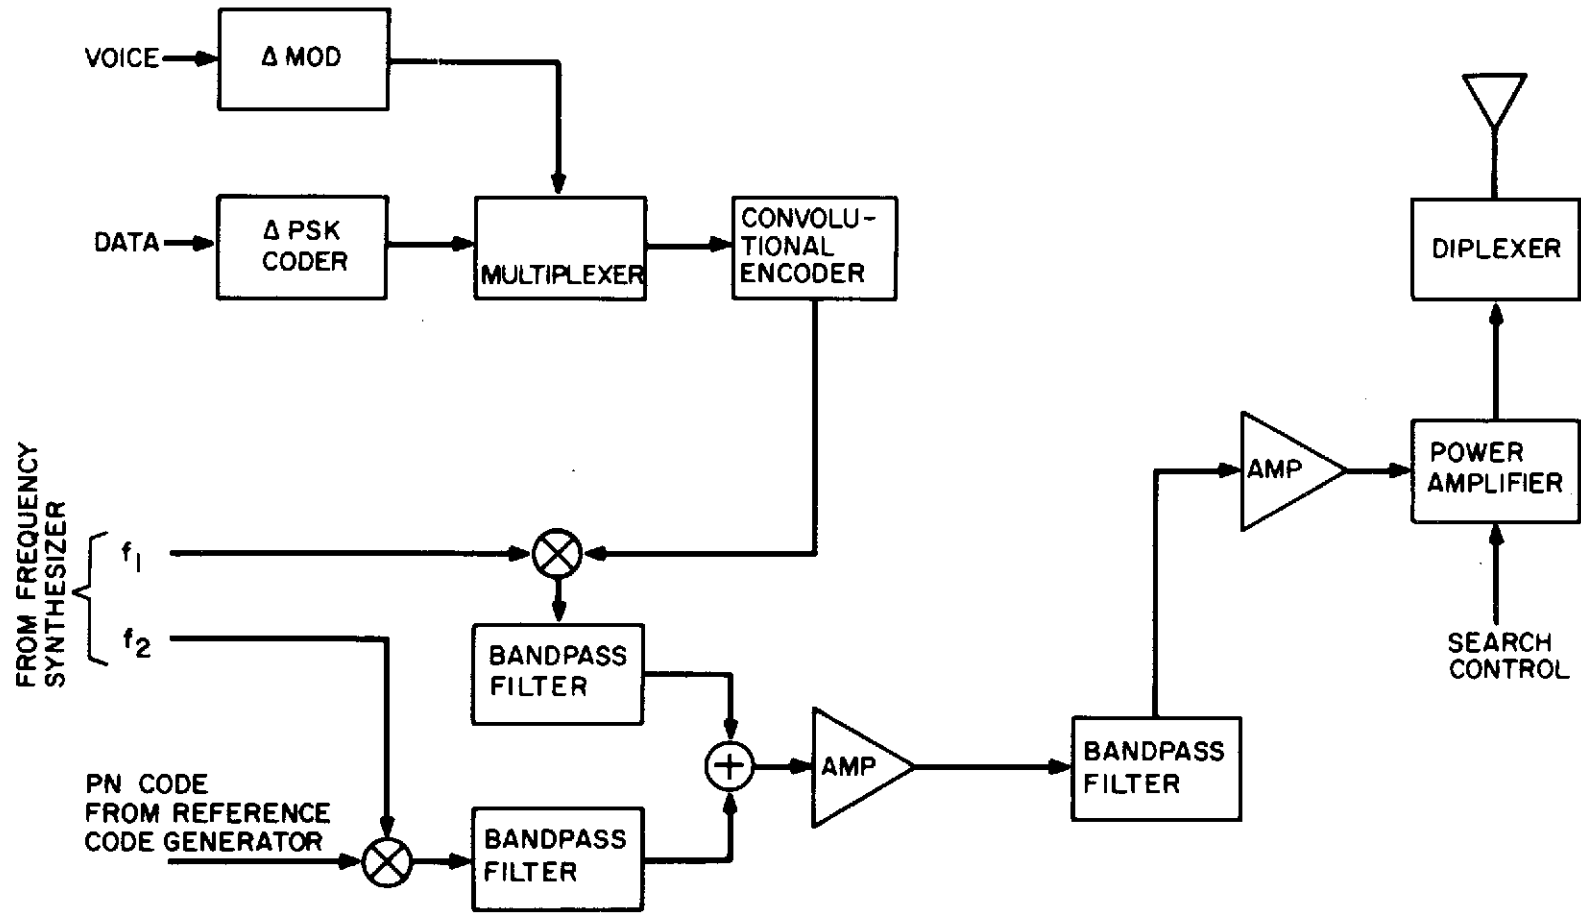 VOICE
Δ MOD
DATA
Δ PSK
CODER
MULTIPLEXER
CONVOLU-
TIONAL
ENCODER
DIPLEXER
POWER
AMPLIFIER
AMP
SEARCH
CONTROL
FROM FREQUENCY
SYNTHESIZER
f1
f2
BANDPASS
FILTER
PN CODE
FROM REFERENCE
CODE GENERATOR
BANDPASS
FILTER
+
AMP
BANDPASS
FILTER